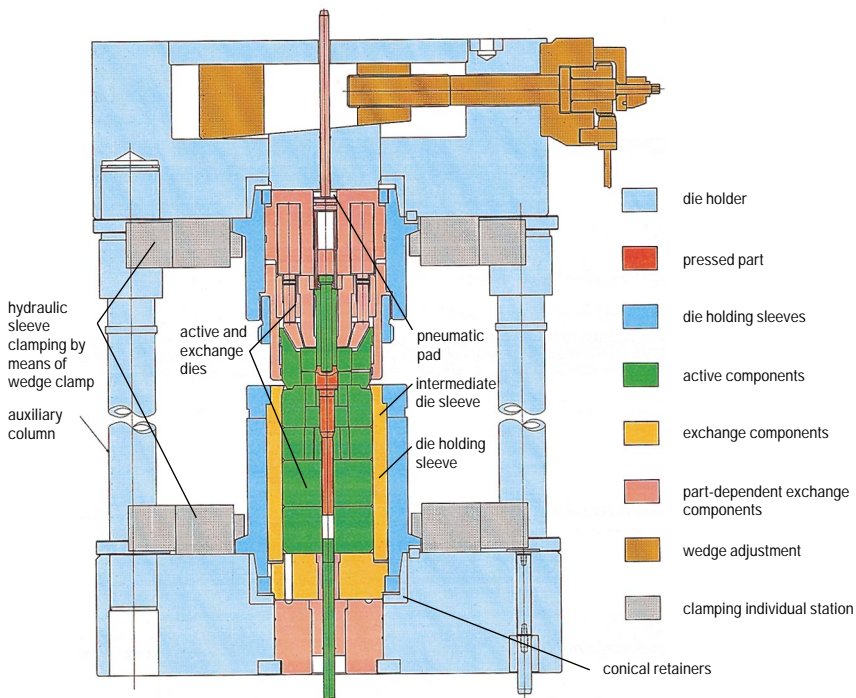 die holder
pressed part
hydraulic
sleeve
clamping by
means of
wedge clamp
active and
exchange
dies
pneumatic
pad
die holding sleeves
intermediate
die sleeve
active components
auxiliary
column
die holding
sleeve
exchange components
part-dependent exchange
components
wedge adjustment
clamping individual station
conical retainers